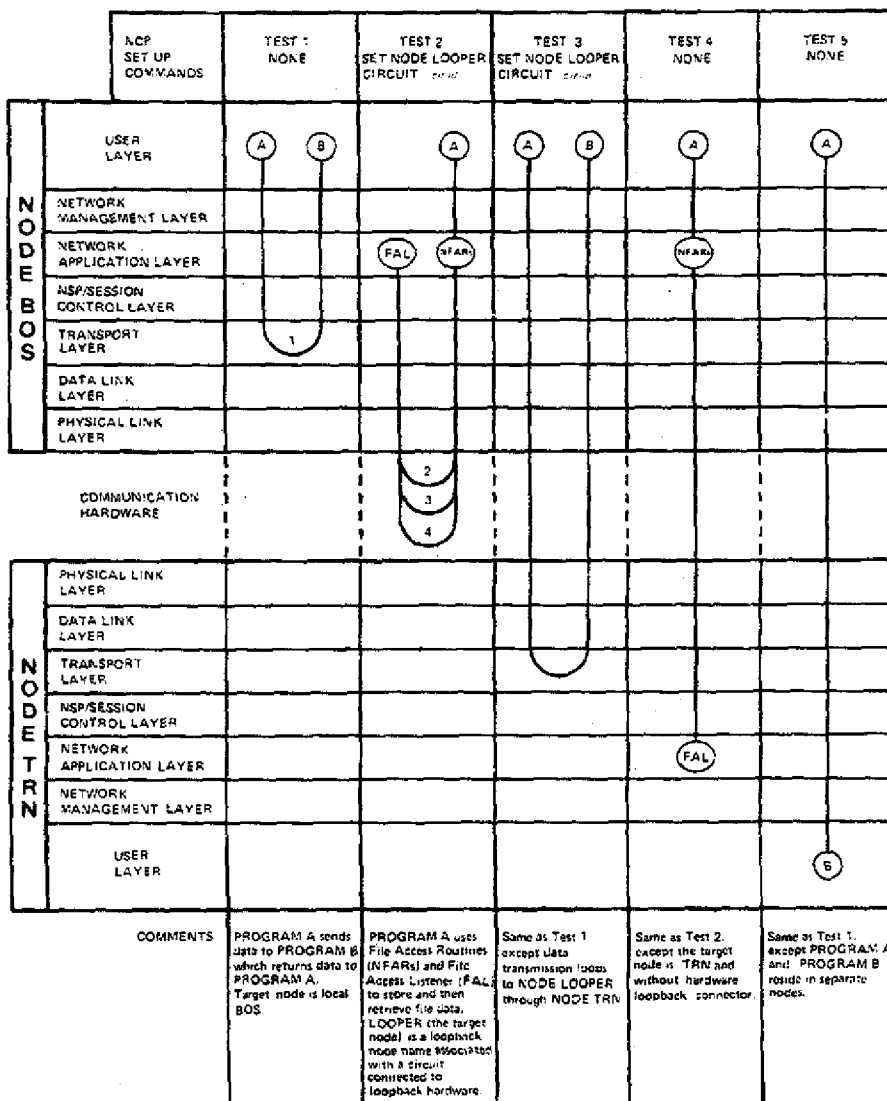 NCP
SET UP
COMMANDS
TEST 1
NONE
TEST 2
SET NODE LOOPER
CIRCUIT
TEST 3
SET NODE LOOPER
CIRCUIT
TEST 4
NONE
TEST 5
NONE
NODE BOS
USER
LAYER
A
B
A
A
B
A
A
NETWORK
MANAGEMENT LAYER
NETWORK
APPLICATION LAYER
FAL
NFARs
NFARs
NSP/SESSION
CONTROL LAYER
TRANSPORT
LAYER
1
DATA LINK
LAYER
PHYSICAL LINK
LAYER
COMMUNICATION
HARDWARE
2
3
4
NODE TRN
PHYSICAL LINK
LAYER
DATA LINK
LAYER
TRANSPORT
LAYER
NSP/SESSION
CONTROL LAYER
NETWORK
APPLICATION LAYER
FAL
NETWORK
MANAGEMENT LAYER
USER
LAYER
B
COMMENTS
PROGRAM A sends
data to PROGRAM B
which returns data to
PROGRAM A.
Target node is local
BOS.
PROGRAM A uses
File Access Routines
(NFARs) and File
Access Listener (FAL)
to store and then
retrieve file data.
LOOPER (the target
node) is a loopback
node name associated
with a circuit
connected to
loopback hardware.
Same as Test 1
except data
transmission loops
to NODE LOOPER
through NODE TRN
Same as Test 2,
except the target
node is TRN and
without hardware
loopback connector.
Same as Test 1,
except PROGRAM A
and PROGRAM B
reside in separate
nodes.